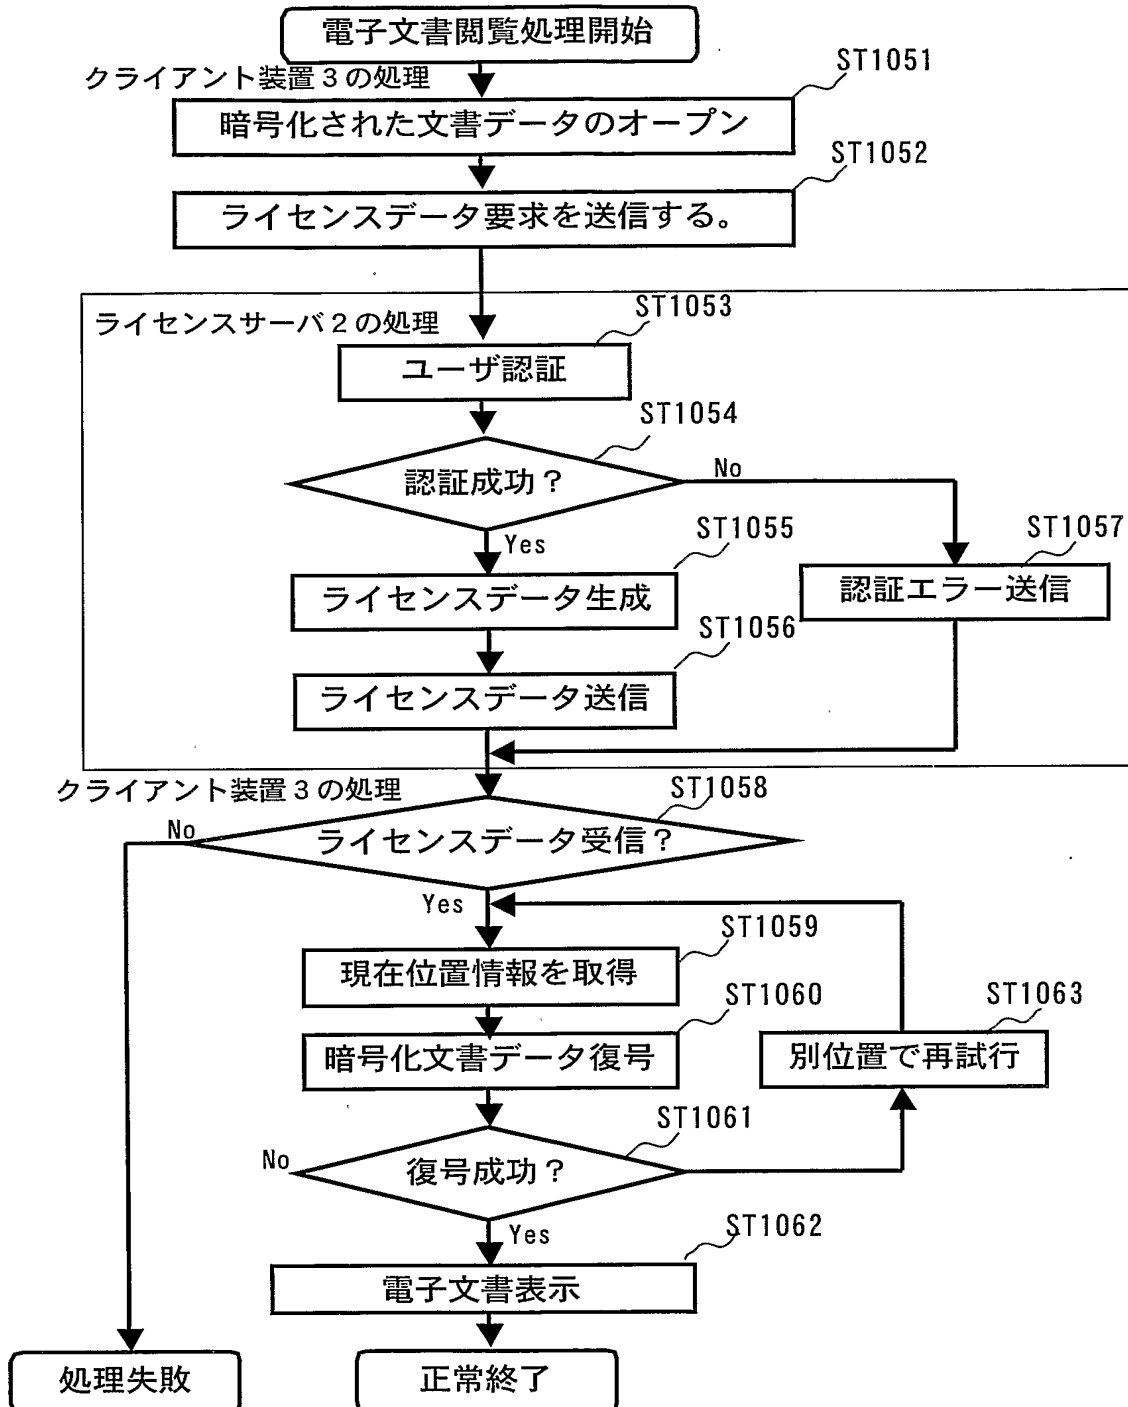 電子文書閲覧処理開始
クライアント装置3の処理
ST1051
暗号化された文書データのオープン
ST1052
ライセンスデータ要求を送信する。
ライセンスサーバ2の処理
ST1053
ユーザ認証
ST1054
認証成功?
No
Yes
ST1055
ST1057
ライセンスデータ生成
認証エラー送信
ST1056
ライセンスデータ送信
クライアント装置3の処理
ST1058
No
ライセンスデータ受信?
Yes
ST1059
現在位置情報を取得
ST1060
ST1063
暗号化文書データ復号
別位置で再試行
ST1061
No
復号成功?
Yes
ST1062
電子文書表示
処理失敗
正常終了